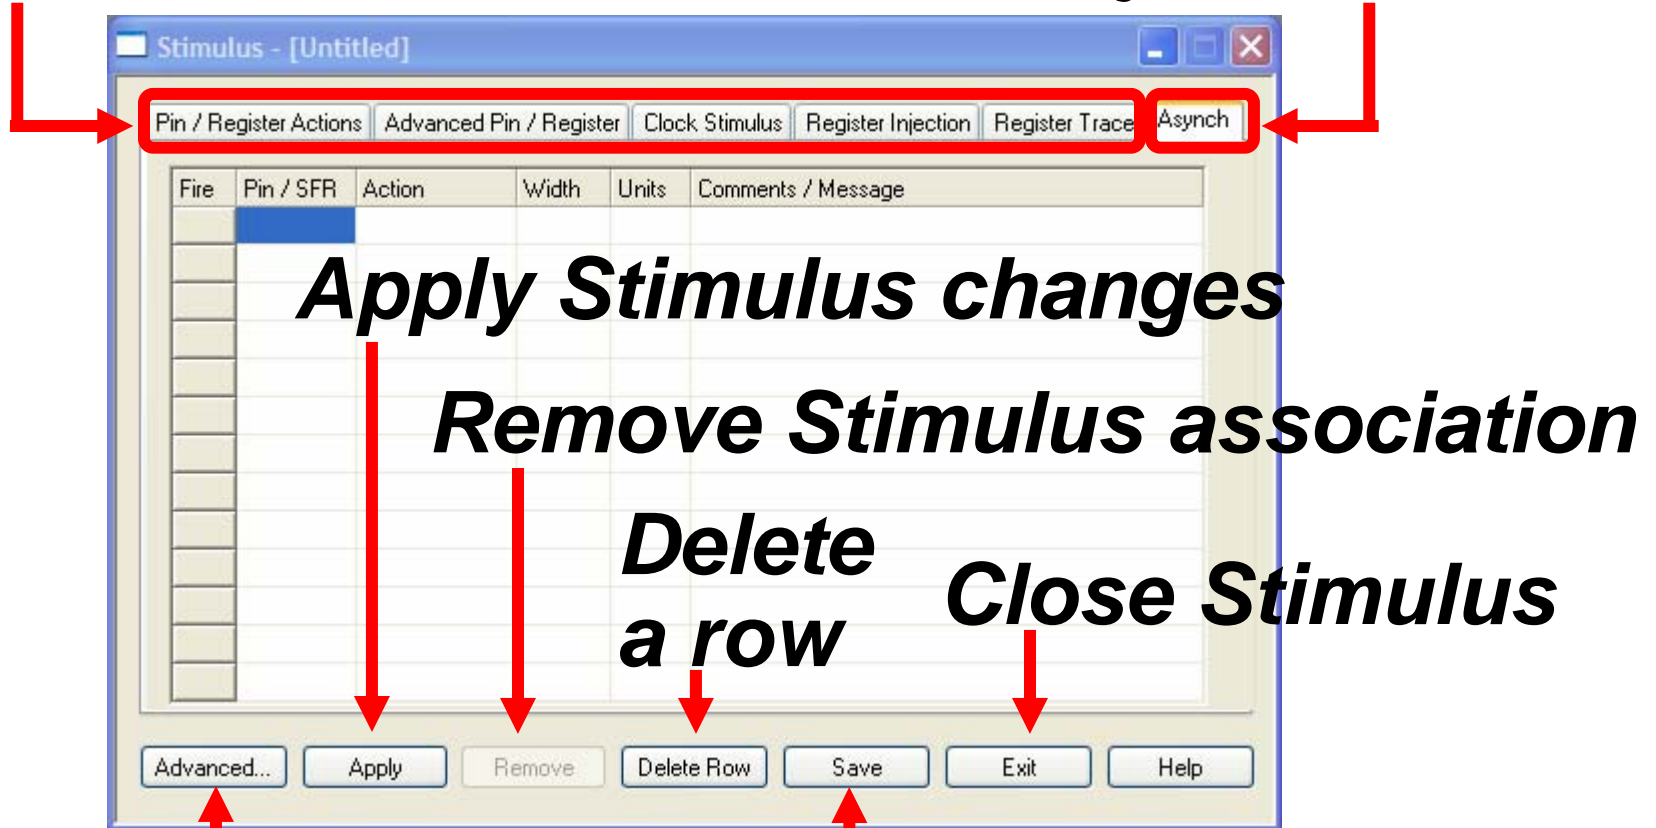 Stimulus - [Untitled]
Pin / Register Actions Advanced Pin / Register Clock Stimulus Register Injection Register Trace Asynch
Fire Pin / SFR Action Width Units Comments / Message
Apply Stimulus changes
Remove Stimulus association
Delete
a row
Close Stimulus
Advanced... Apply Remove Delete Row Save Exit Help